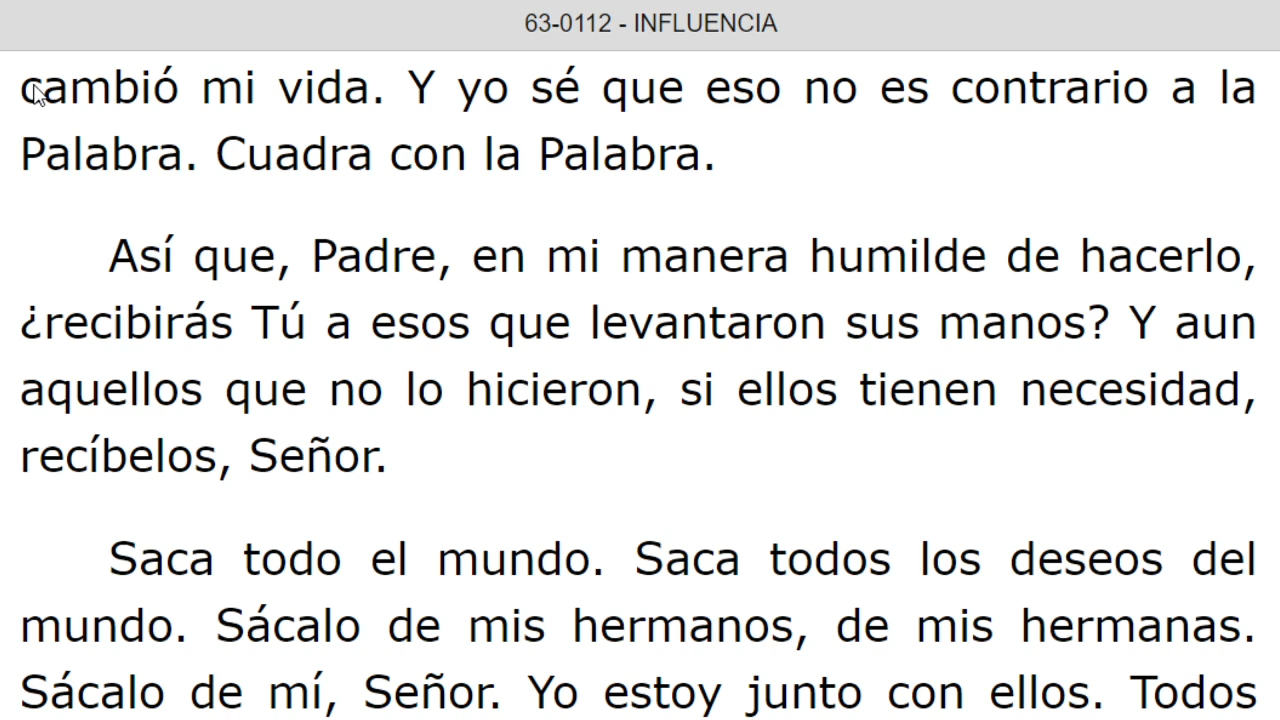 63-0112 - INFLUENCIA
cambió mi vida. Y yo sé que eso no es contrario a la
Palabra. Cuadra con la Palabra.
Así que, Padre, en mi manera humilde de hacerlo,
¿recibirás Tú a esos que levantaron sus manos? Y aun
aquellos que no lo hicieron, si ellos tienen necesidad,
recíbelos, Señor.
Saca todo el mundo. Saca todos los deseos del
mundo. Sácalo de mis hermanos, de mis hermanas.
Sácalo de mí, Señor. Yo estoy junto con ellos. Todos